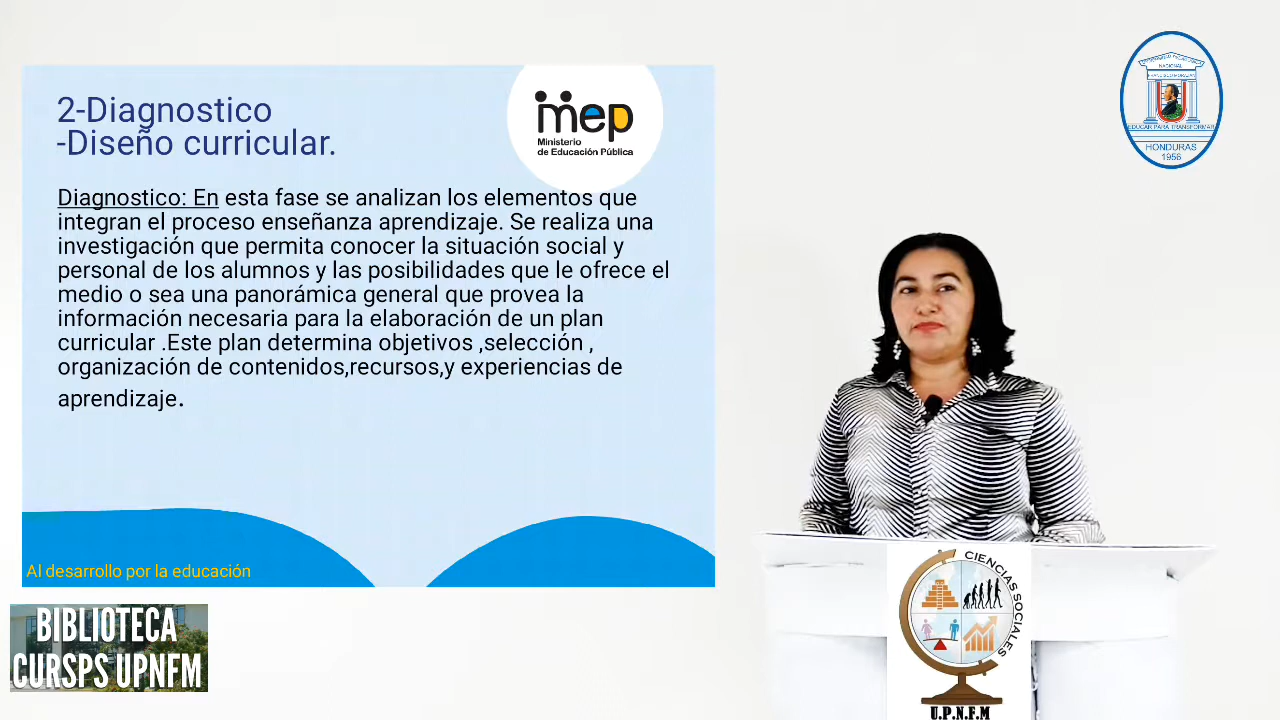 2-Diagnostico
-Diseño curricular.
mep
Ministerio
de Educación Pública
Diagnostico: En esta fase se analizan los elementos que
integran el proceso enseñanza aprendizaje. Se realiza una
investigación que permita conocer la situación social y
personal de los alumnos y las posibilidades que le ofrece el
medio o sea una panorámica general que provea la
información necesaria para la elaboración de un plan
curricular .Este plan determina objetivos ,selección ,
organización de contenidos,recursos,y experiencias de
aprendizaje.
Al desarrollo por la educación
BIBLIOTECA
CURSPS UPNFM
NACIONAL
FRANCISCO MORAZAN
EDUCAR PARA TRANSFORMAR
HONDURAS
1956
CIENCIAS SOCIALES
U.P.N.F.M